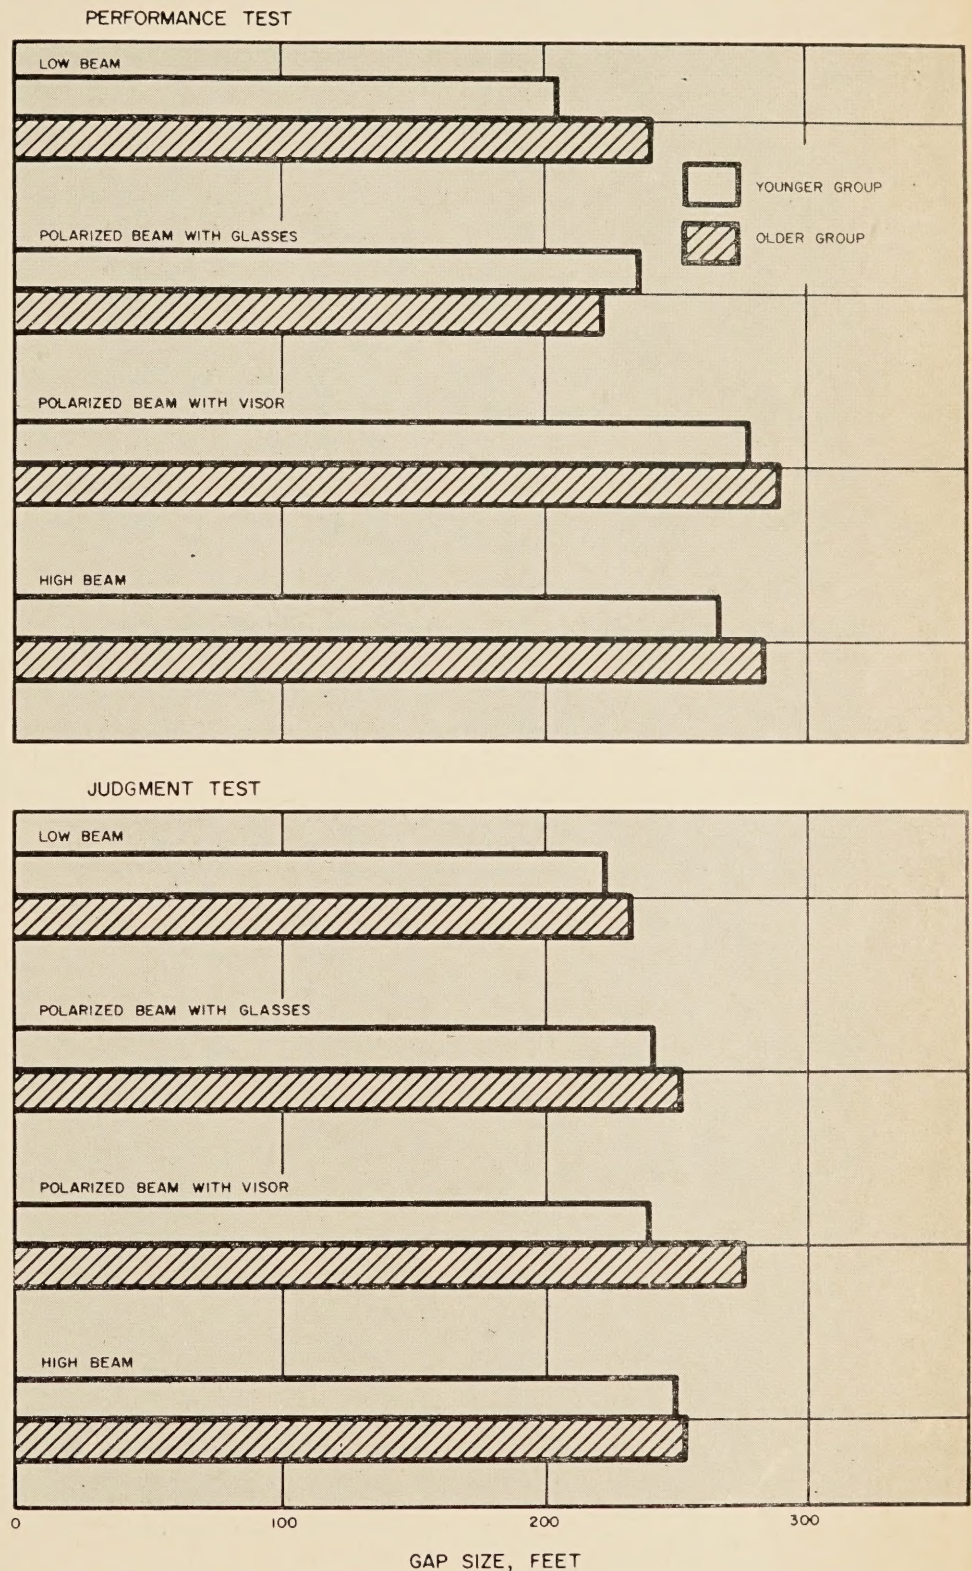 PERFORMANCE TEST
LOW BEAM
YOUNGER GROUP
OLDER GROUP
POLARIZED BEAM WITH GLASSES
POLARIZED BEAM WITH VISOR
HIGH BEAM
JUDGMENT TEST
LOW BEAM
POLARIZED BEAM WITH GLASSES
POLARIZED BEAM WITH VISOR
HIGH BEAM
0 100 200 300
GAP SIZE, FEET